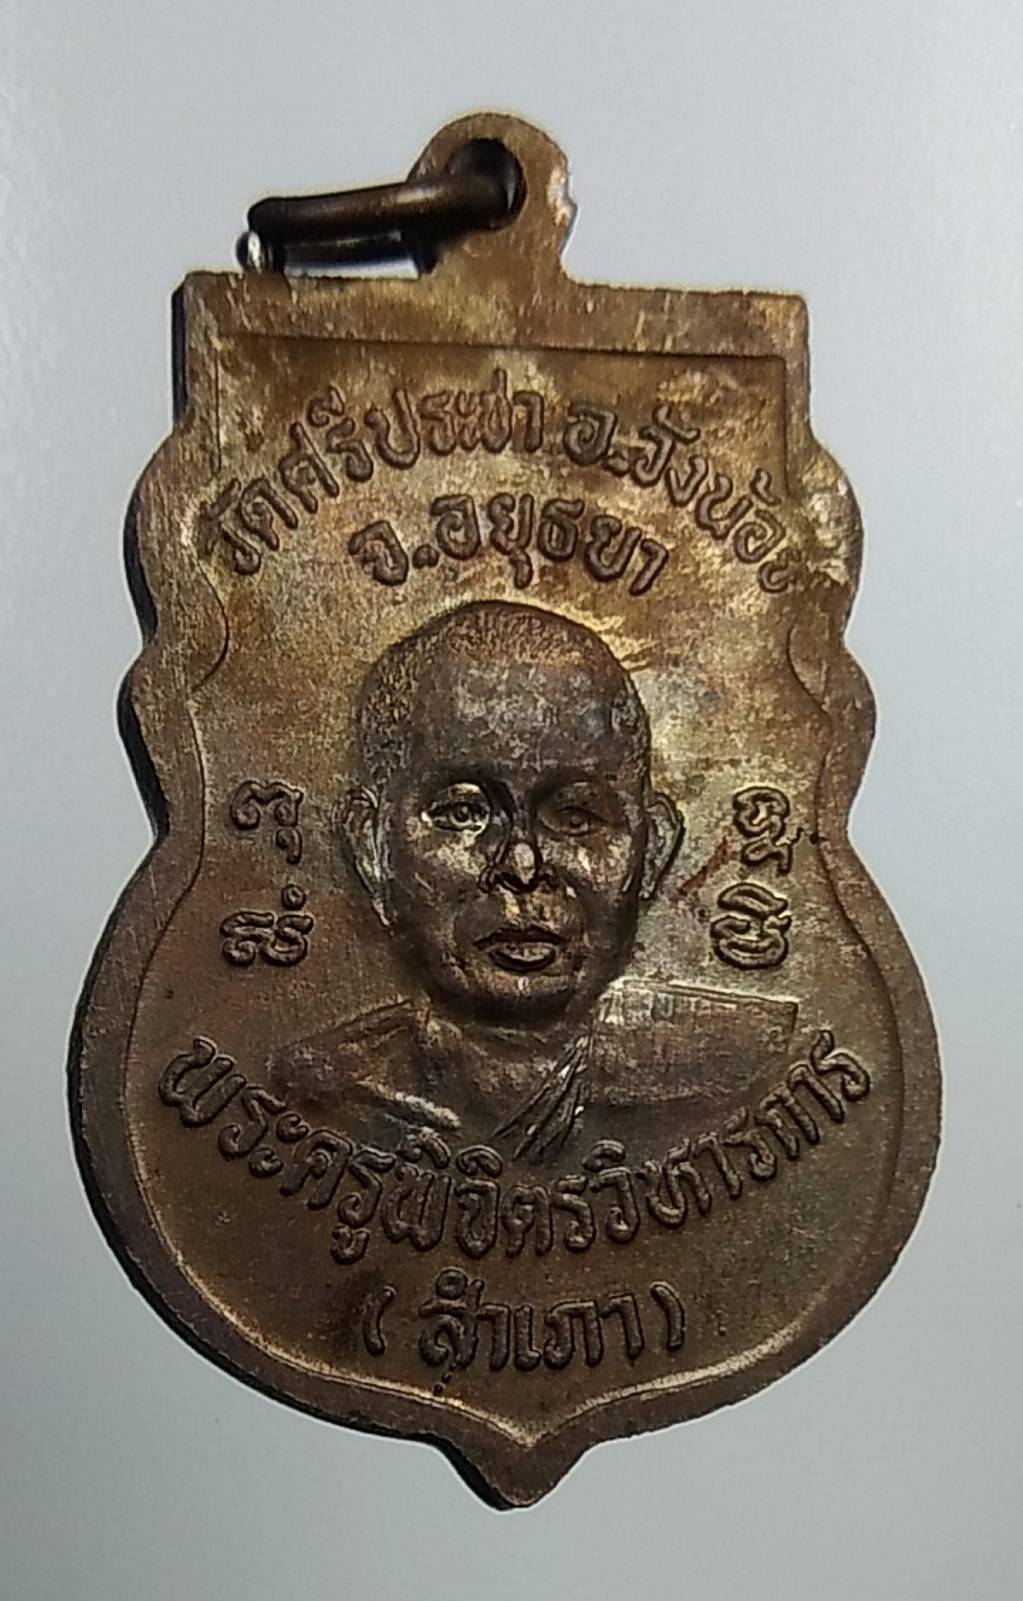 วัดศรีประชา อ.วังน้อย
จ.อยุธยา
พระครูพิจิตรวิหารการ
(สำเภา)